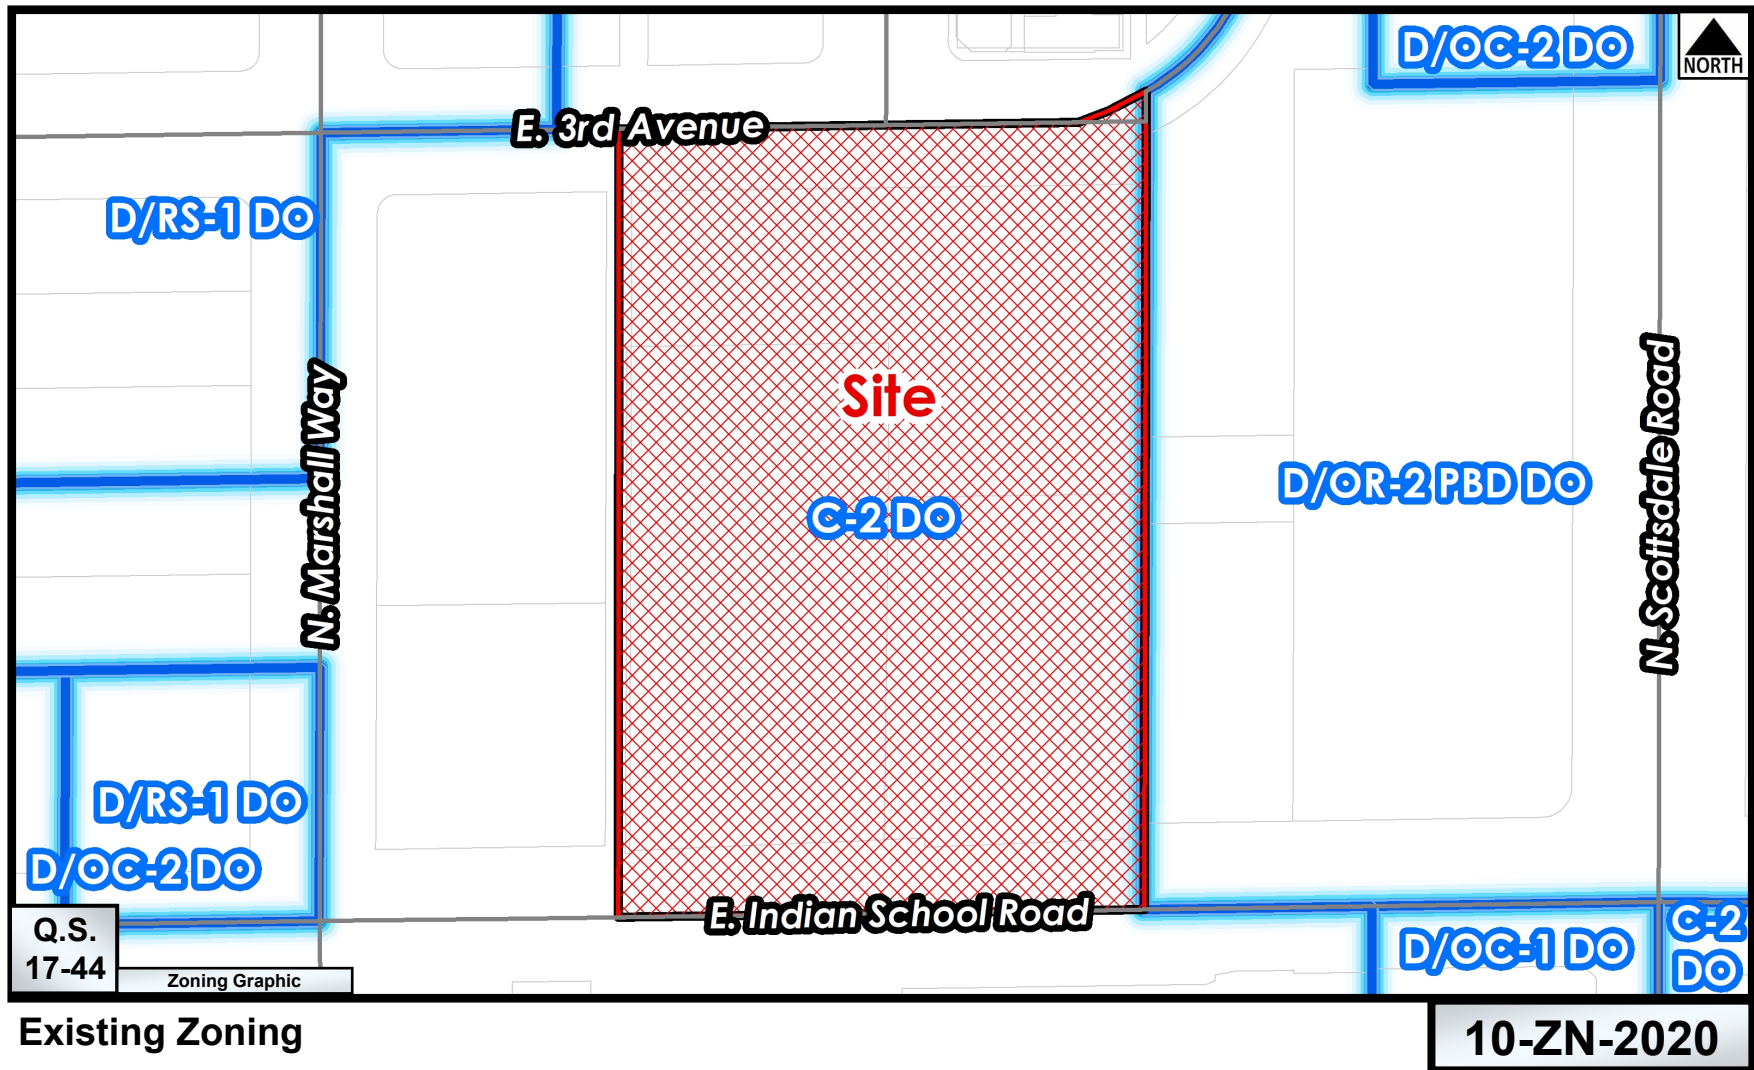 D/OC-2 DO
NORTH
E. 3rd Avenue
D/RS-1 DO
Site
N. Marshall Way
N. Scottsdale Road
D/OR-2 PBD DO
C-2 DO
D/RS-1 DO
D/OC-2 DO
E. Indian School Road
C-2
DO
D/OC-1 DO
Q.S.
17-44
Zoning Graphic
Existing Zoning
10-ZN-2020